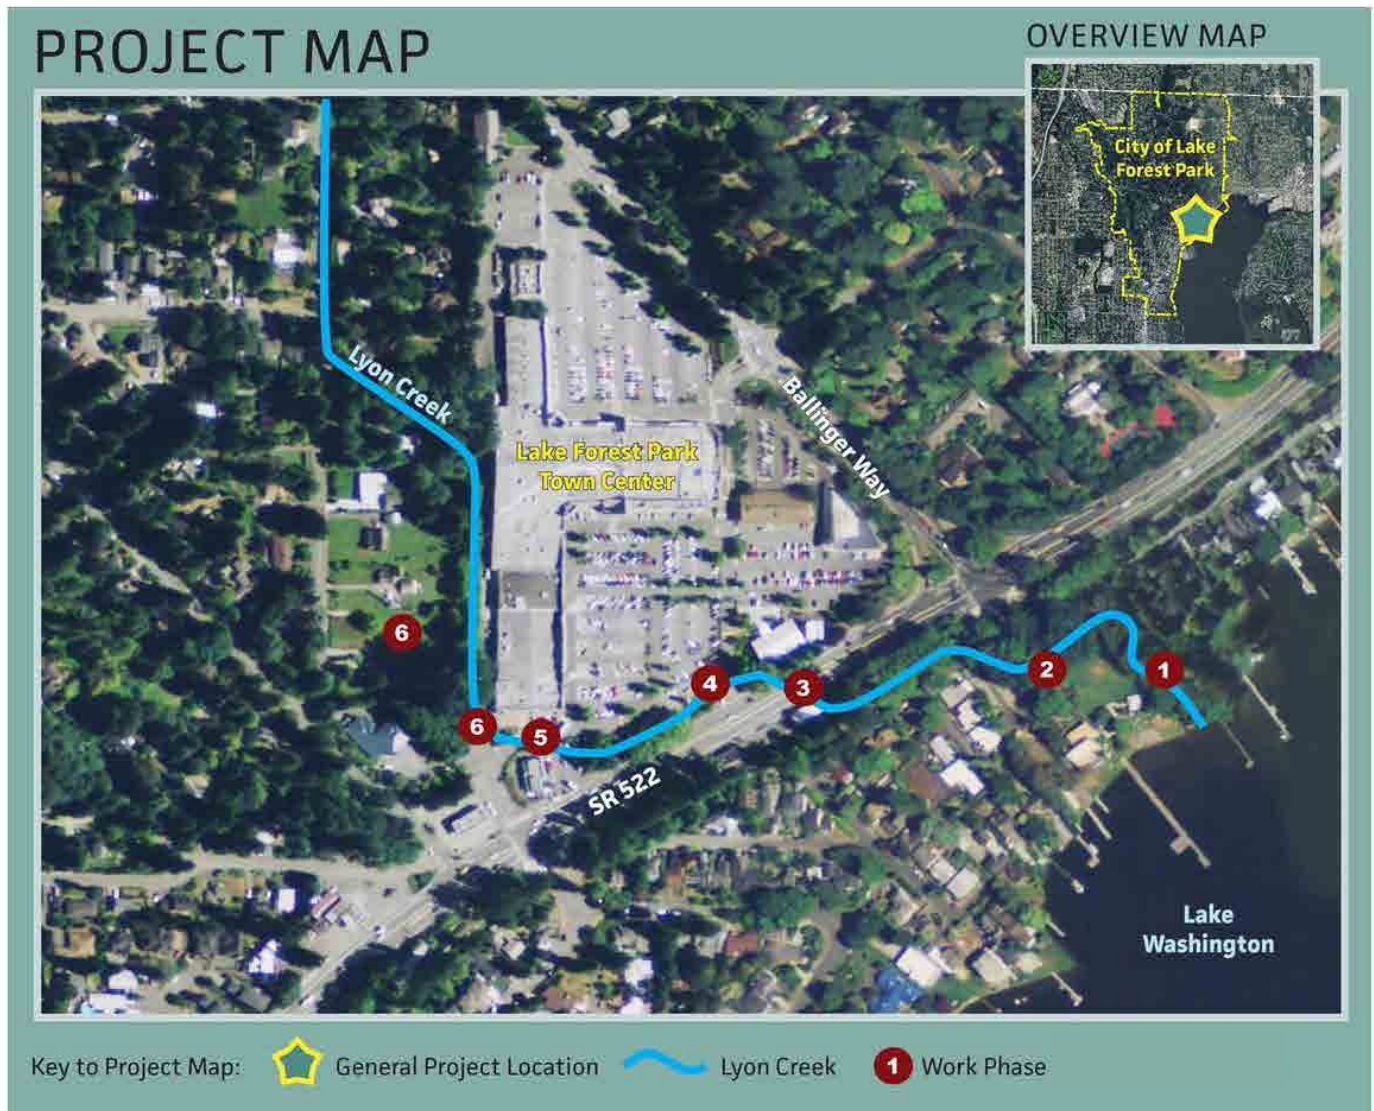 PROJECT MAP
OVERVIEW MAP
City of Lake
Forest Park
Lyon Creek
Ballinger Way
Lake Forest Park
Town Center
6
6
5
4
3
2
1
SR 522
Lake
Washington
Key to Project Map:
General Project Location
Lyon Creek
1
Work Phase